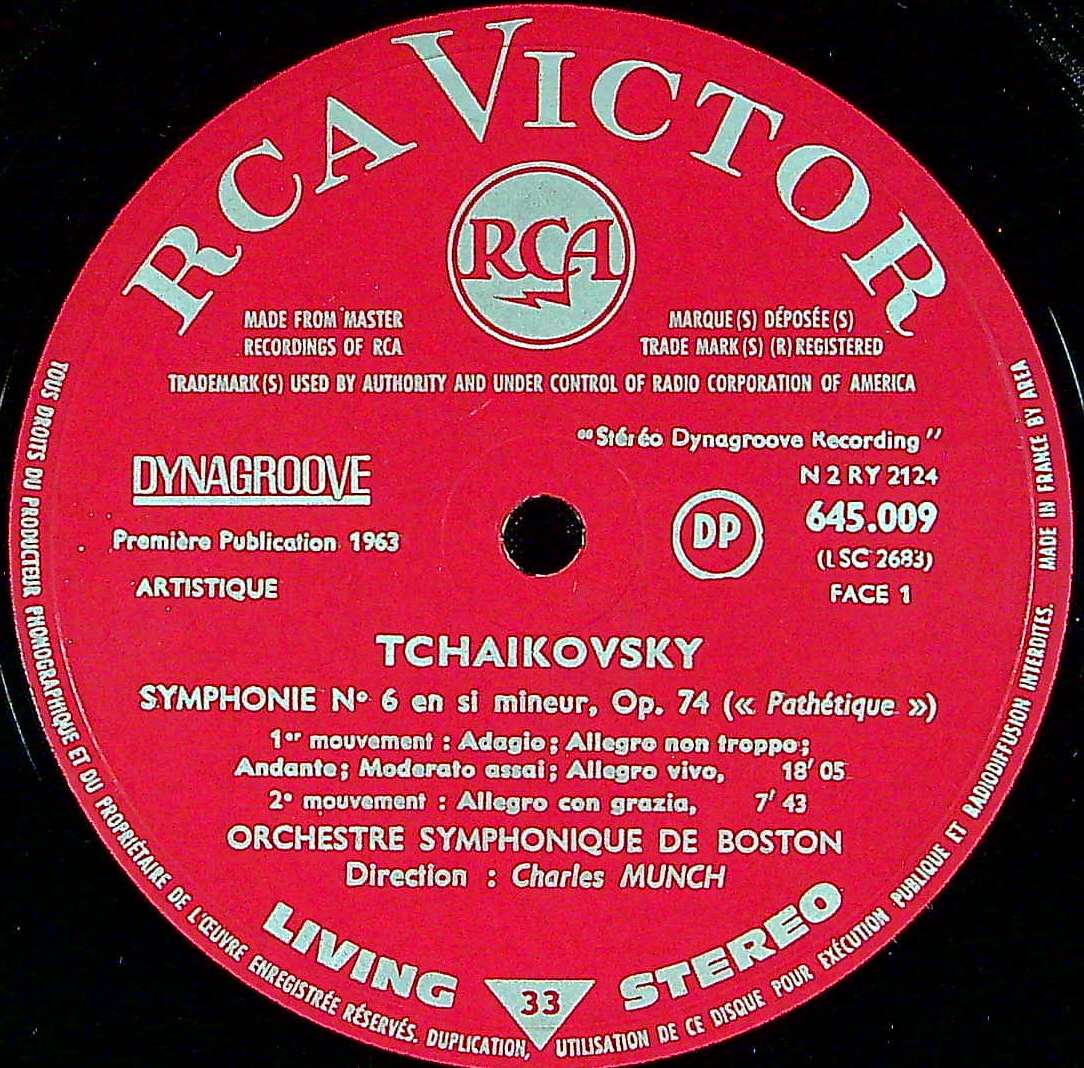 RCA VICTOR
RCA
MADE FROM MASTER
RECORDINGS OF RCA
MARQUE (S) DÉPOSÉE (S)
TRADE MARK (S) (R) REGISTERED
TRADEMARK (S) USED BY AUTHORITY AND UNDER CONTROL OF RADIO CORPORATION OF AMERICA
"Stéréo Dynagroove Recording"
DYNAGROOVE
N 2 RY 2124
DP
645.009
Première Publication 1963
(LSC 2683)
ARTISTIQUE
FACE 1
TCHAIKOVSKY
SYMPHONIE Nº 6 en si mineur, Op. 74 (« Pathétique »)
1er mouvement : Adagio; Allegro non troppo;
Andante; Moderato assai; Allegro vivo, 18' 05
2e mouvement : Allegro con grazia, 7' 43
ORCHESTRE SYMPHONIQUE DE BOSTON
Direction : Charles MUNCH
LIVING STEREO
33
TOUS DROITS DU PRODUCTEUR PHONOGRAPHIQUE ET DU PROPRIÉTAIRE DE L'ŒUVRE ENREGISTRÉE RÉSERVÉS. DUPLICATION, UTILISATION DE CE DISQUE POUR EXÉCUTION PUBLIQUE ET RADIODIFFUSION INTERDITES. MADE IN FRANCE BY AREA